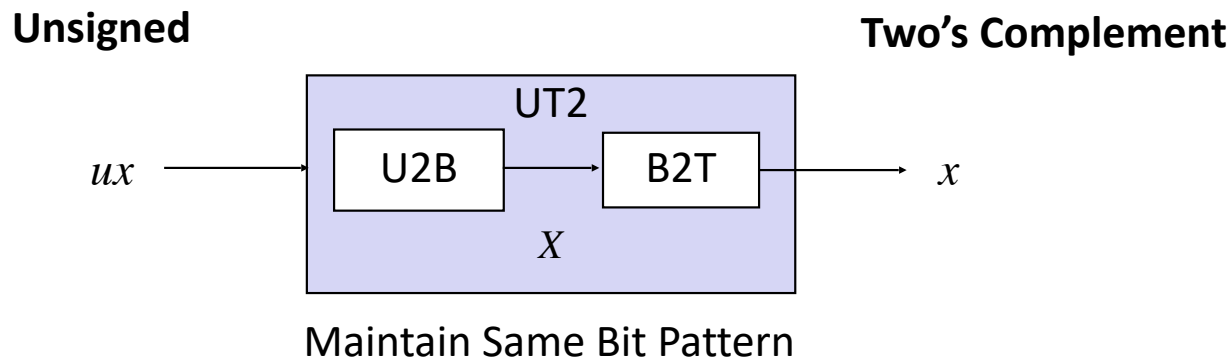 Unsigned
Two’s Complement
UT2
ux
U2B
B2T
x
X
Maintain Same Bit Pattern